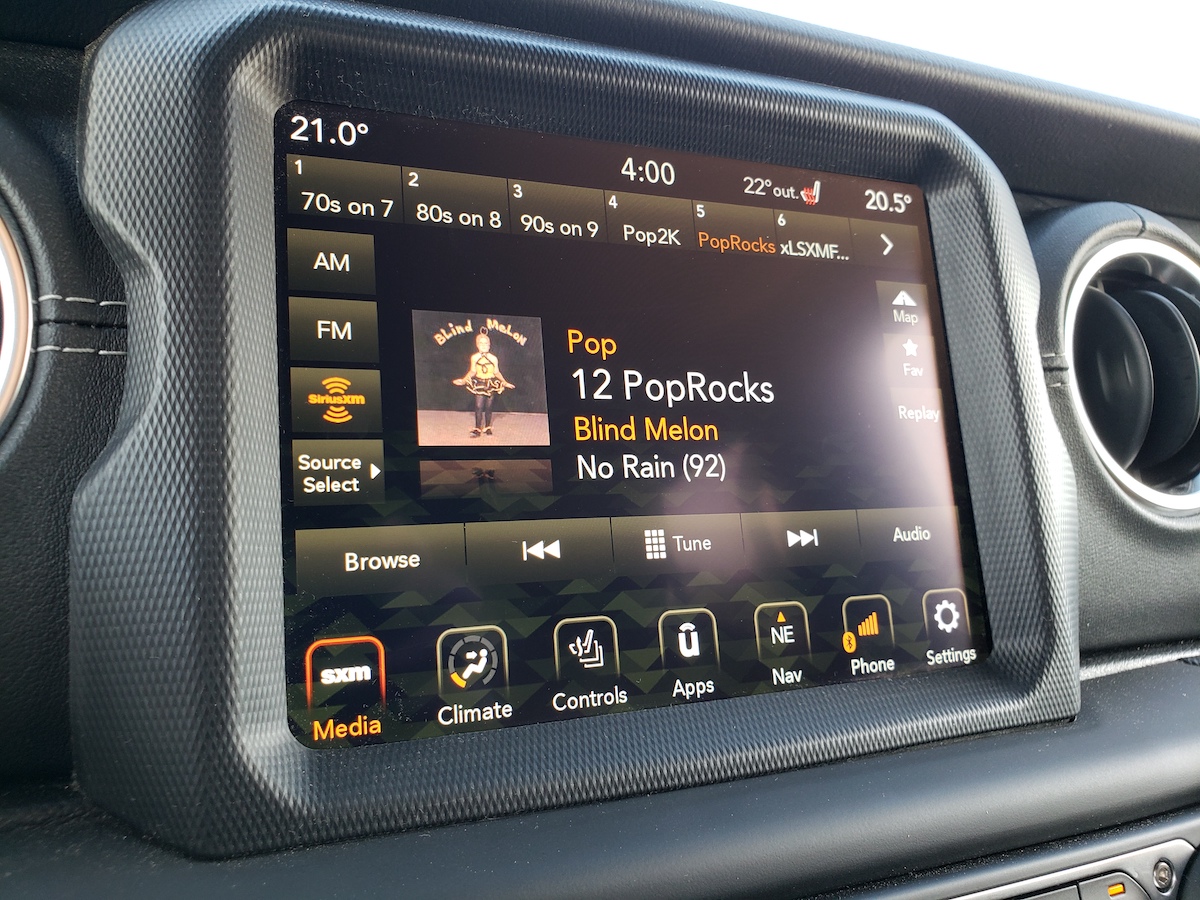 21.0°
4:00
22° out.
20.5°
1
70s on 7
2
80s on 8
3
90s on 9
4
Pop2K
5
PopRocks
6
xLSXMF...
AM
FM
SiriusXM
Source
Select
Blind Melon
Pop
12 PopRocks
Blind Melon
No Rain (92)
Map
Fav
Replay
Browse
Tune
Audio
sxm
Media
Climate
Controls
û
Apps
NE
Nav
Phone
Settings